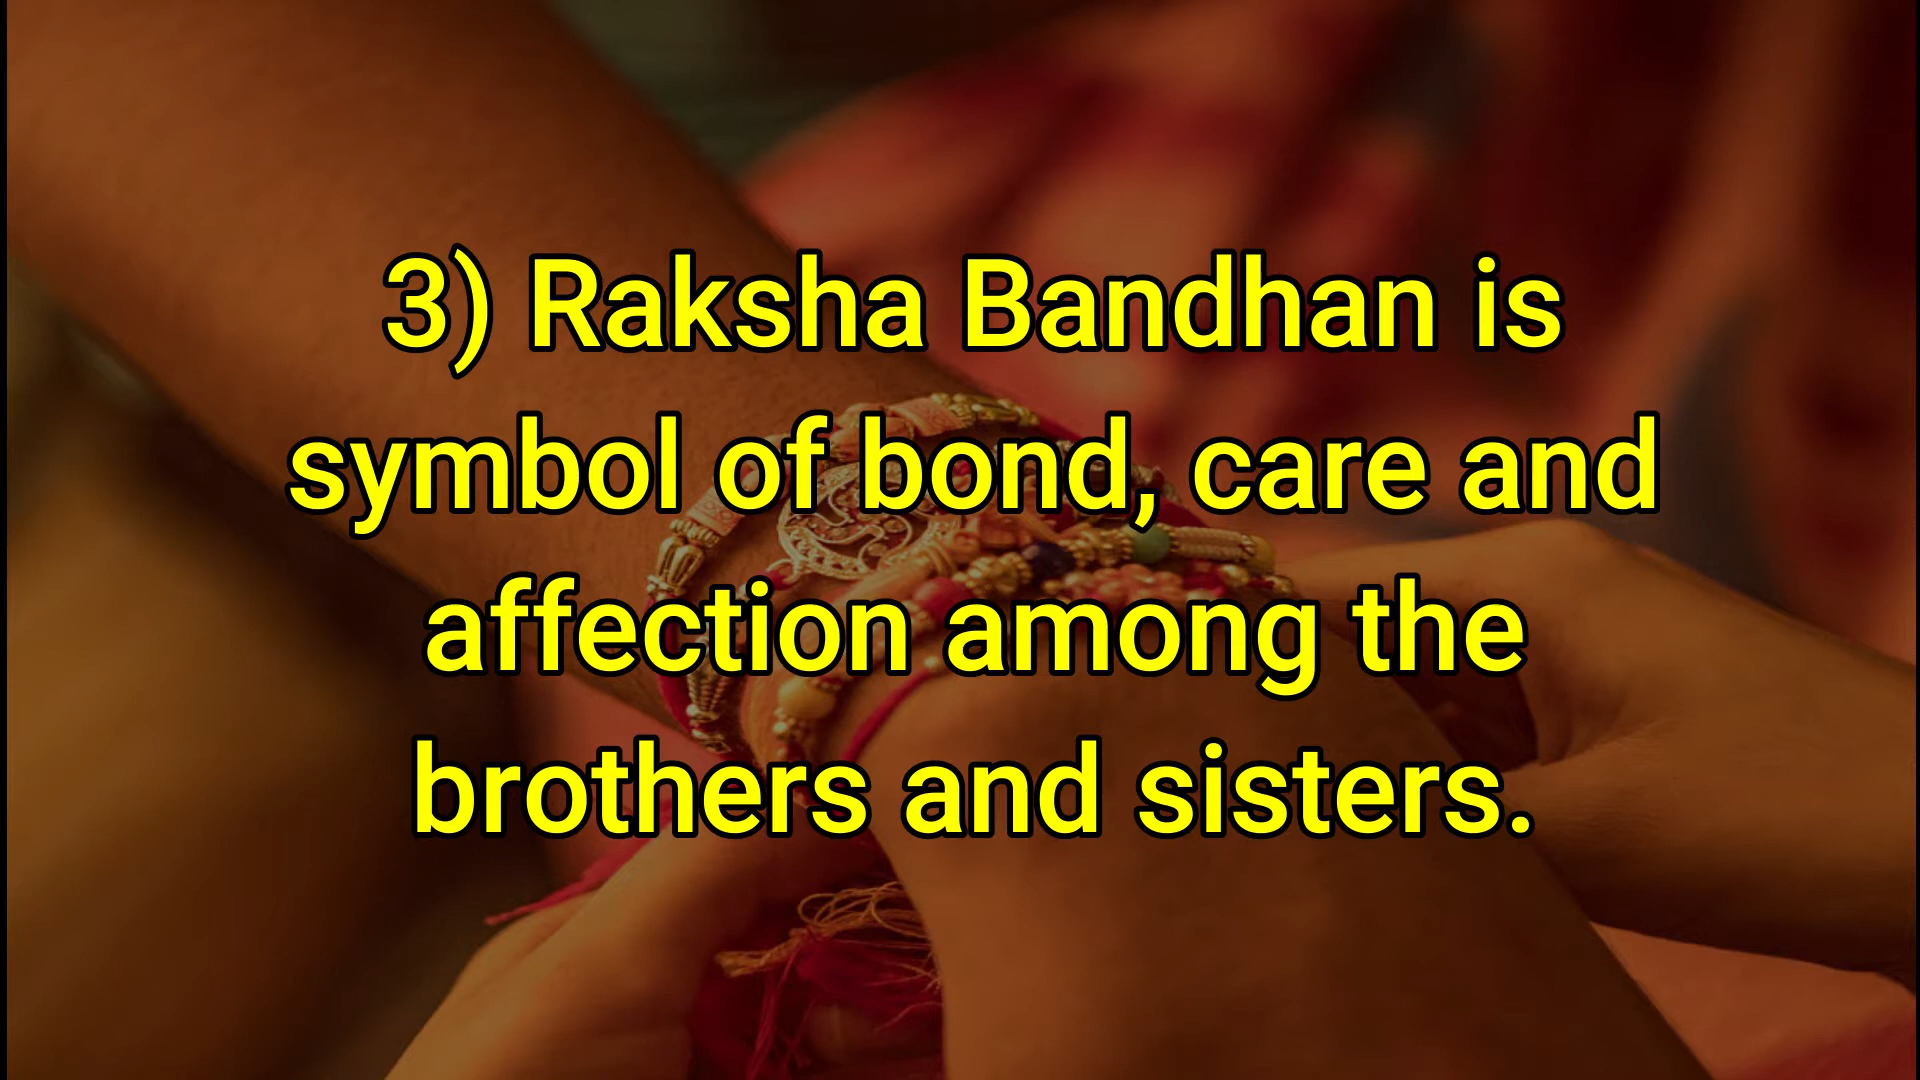 3) Raksha Bandhan is
symbol of bond, care and
affection among the
brothers and sisters.